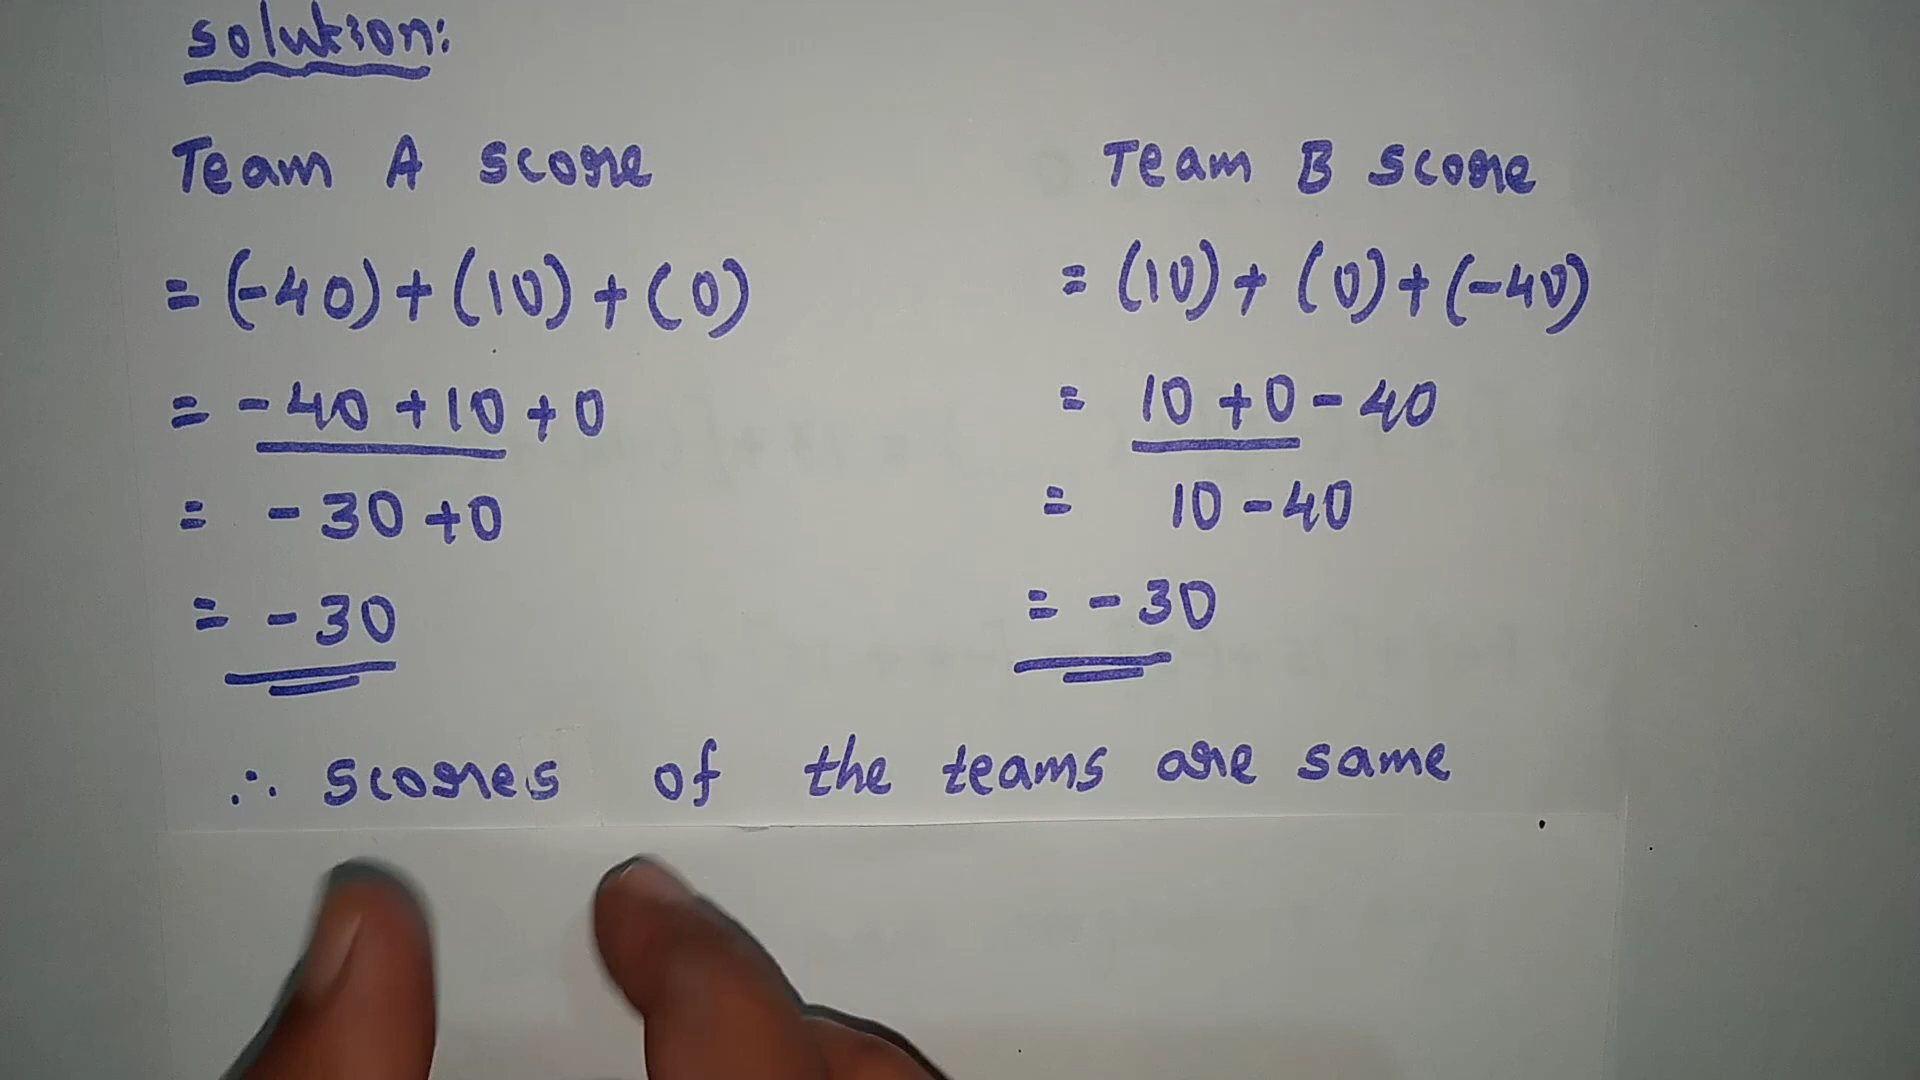 solution:
Team A score
= (-40)+(10)+(0)
= -40+10+0
= -30+0
= -30
Team B score
= (10)+(0)+(-40)
= 10+0-40
= 10-40
= -30
∴ scores of the teams are same